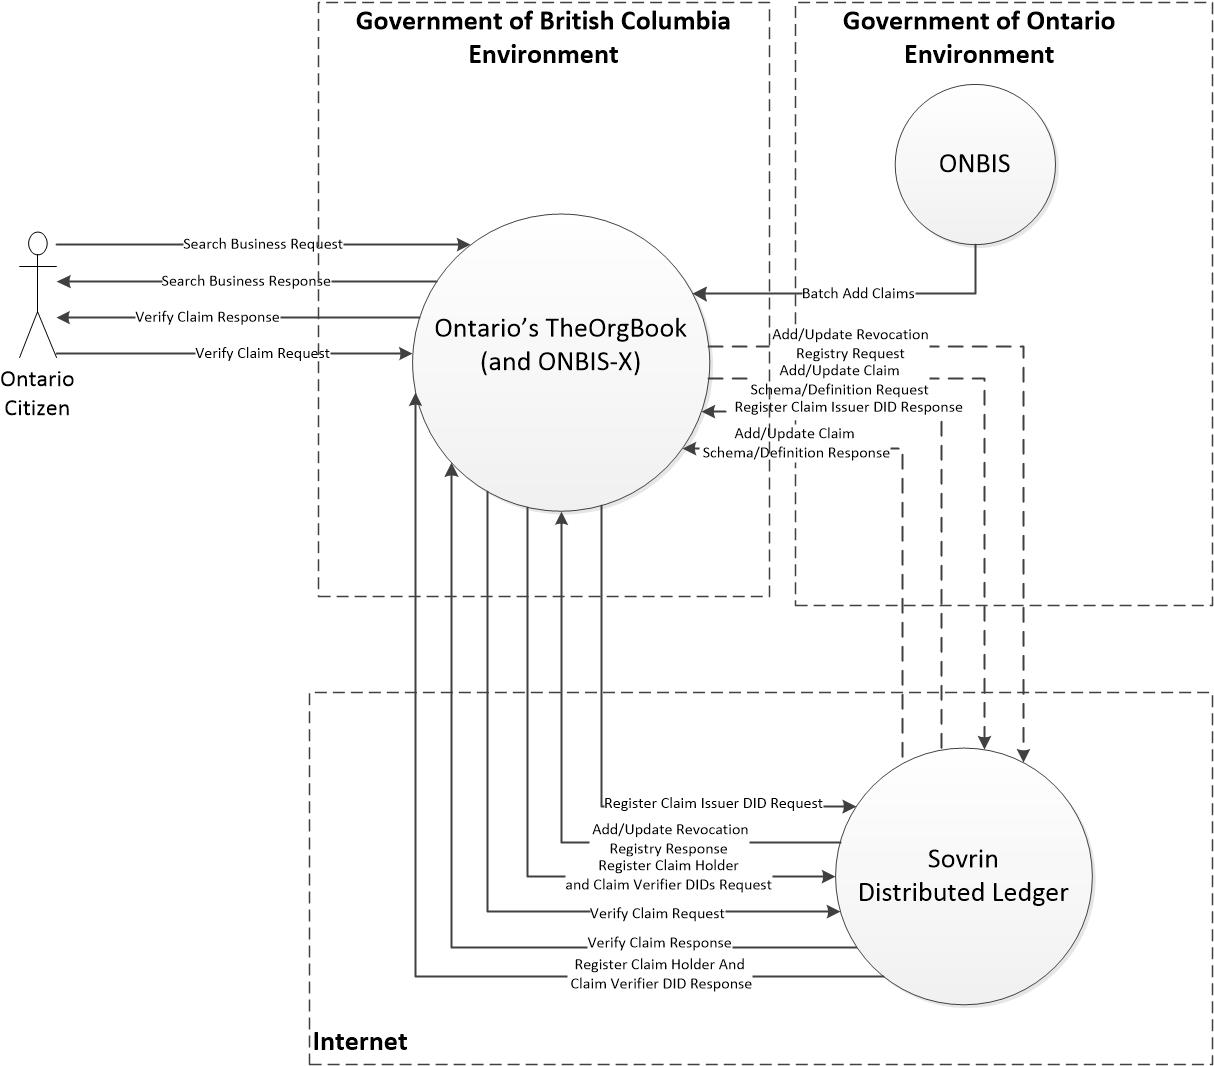 Government of British Columbia
Environment
Government of Ontario
Environment
ONBIS
Search Business Request
Search Business Response
Verify Claim Response
Verify Claim Request
Ontario
Citizen
Ontario's TheOrgBook
(and ONBIS-X)
Batch Add Claims
Add/Update Revocation
Registry Request
Add/Update Claim
Schema/Definition Request
Register Claim Issuer DID Response
Add/Update Claim
Schema/Definition Response
Register Claim Issuer DID Request
Add/Update Revocation
Registry Response
Register Claim Holder
and Claim Verifier DIDs Request
Verify Claim Request
Verify Claim Response
Register Claim Holder And
Claim Verifier DID Response
Sovrin
Distributed Ledger
Internet